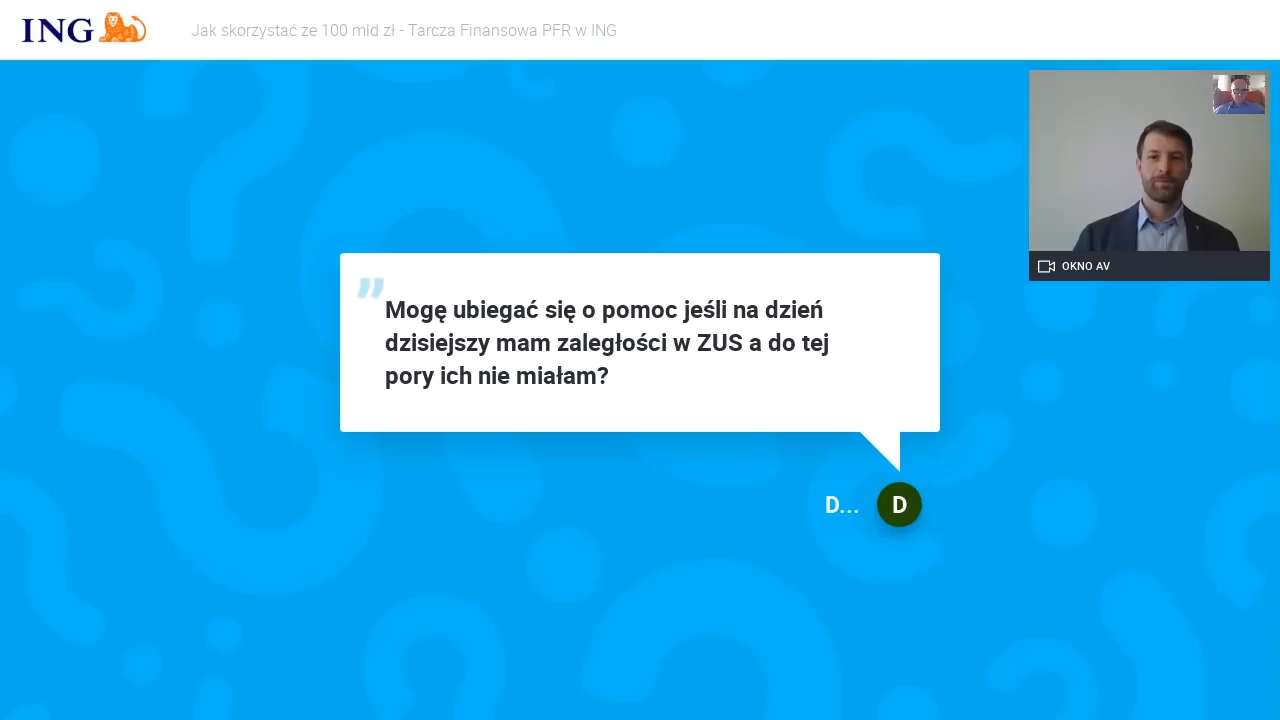 ING
Jak skorzystać ze 100 mld zł - Tarcza Finansowa PFR w ING
OKNO AV
Mogę ubiegać się o pomoc jeśli na dzień
dzisiejszy mam zaległości w ZUS a do tej
pory ich nie miałam?
D...
D